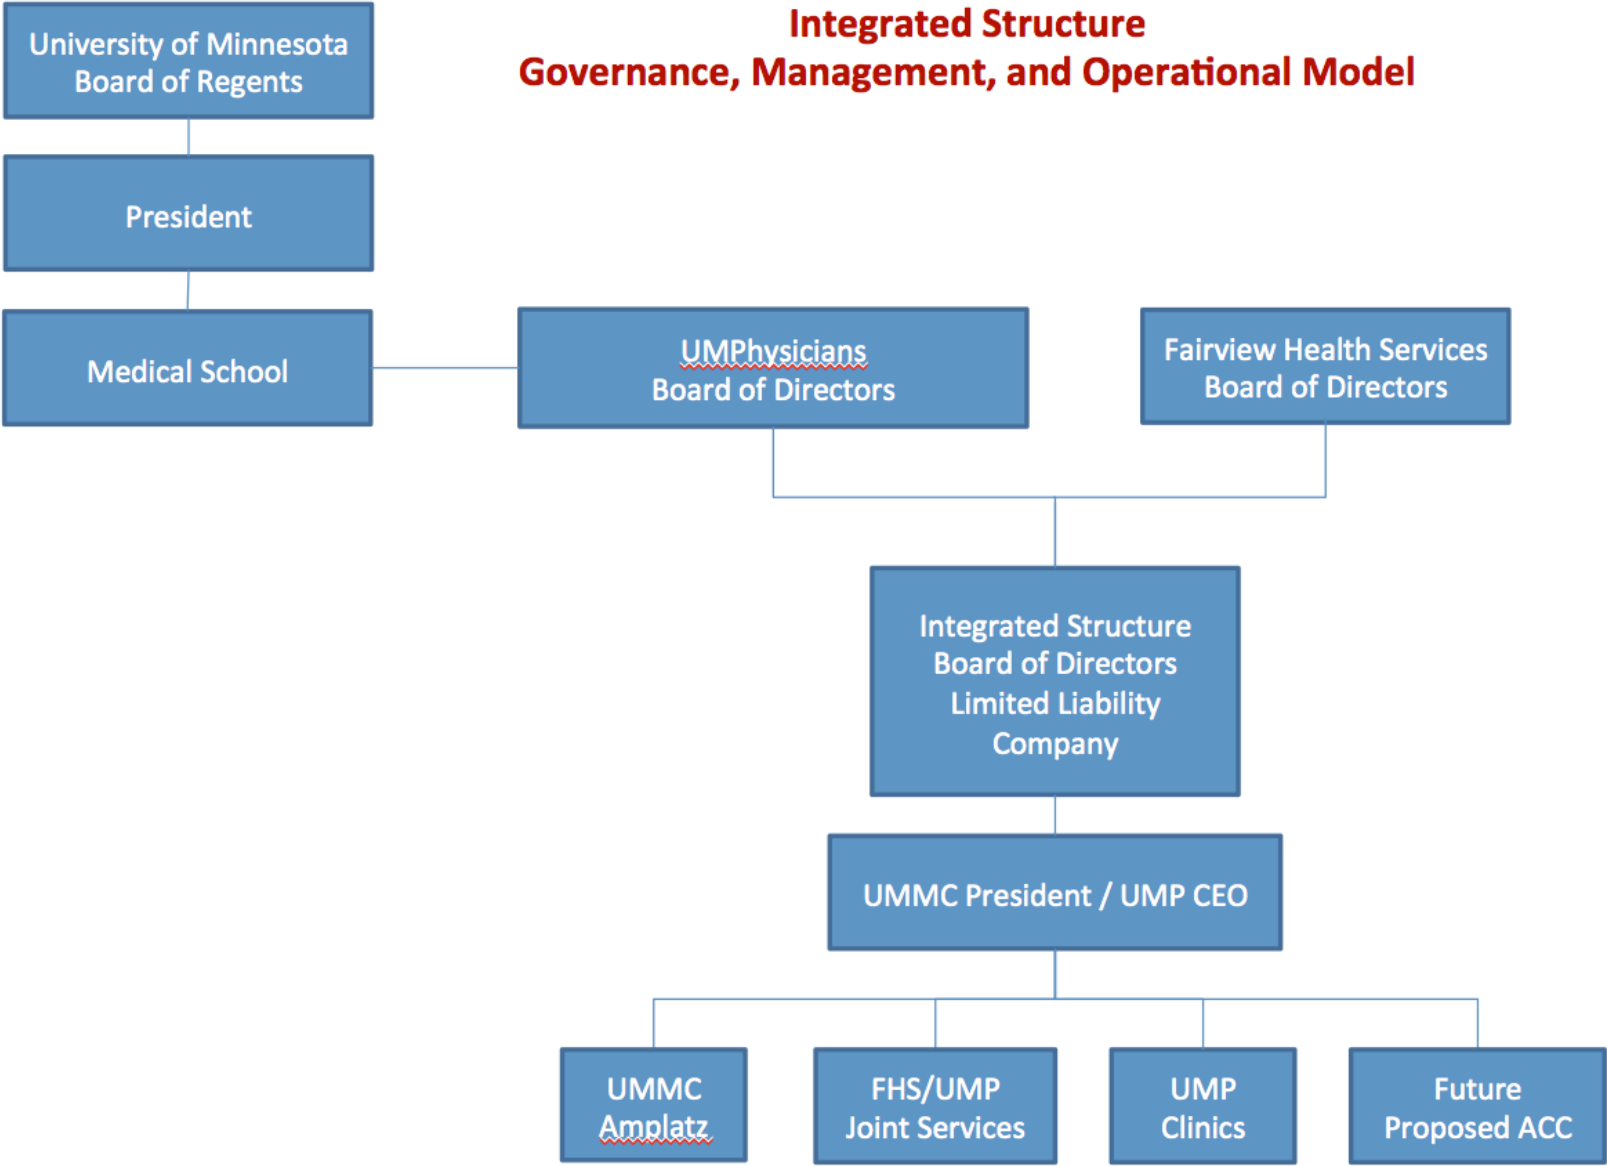 Integrated Structure
Governance, Management, and Operational Model
University of Minnesota
Board of Regents
President
Medical School
UMPhysicians
Board of Directors
Fairview Health Services
Board of Directors
Integrated Structure
Board of Directors
Limited Liability
Company
UMMC President / UMP CEO
UMMC
Amplatz
FHS/UMP
Joint Services
UMP
Clinics
Future
Proposed ACC